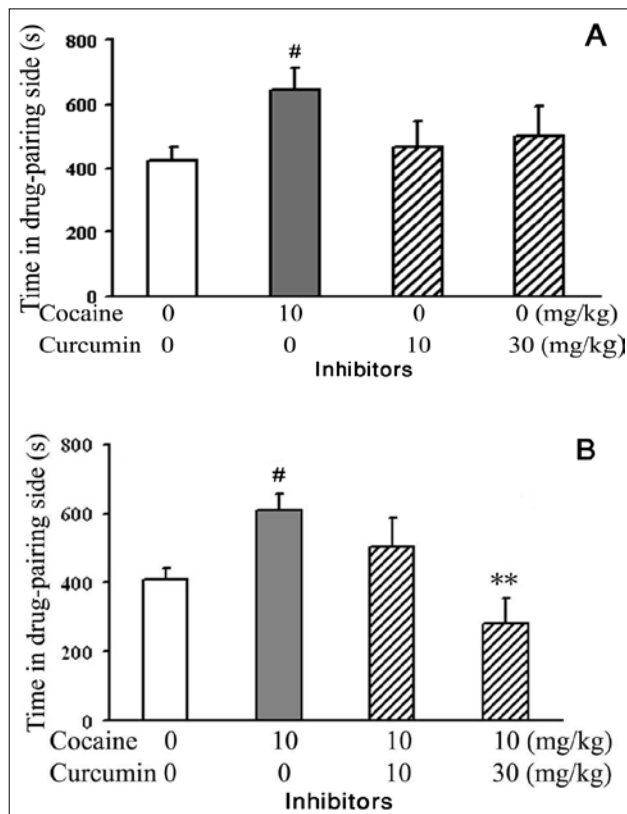 A
Time in drug-pairing side (s)
800
#
600
400
200
0
Cocaine 0 10 0 0 (mg/kg)
Curcumin 0 0 10 30 (mg/kg)
Inhibitors
B
Time in drug-pairing side (s)
800
#
600
400
**
200
0
Cocaine 0 10 10 10 (mg/kg)
Curcumin 0 0 10 30 (mg/kg)
Inhibitors